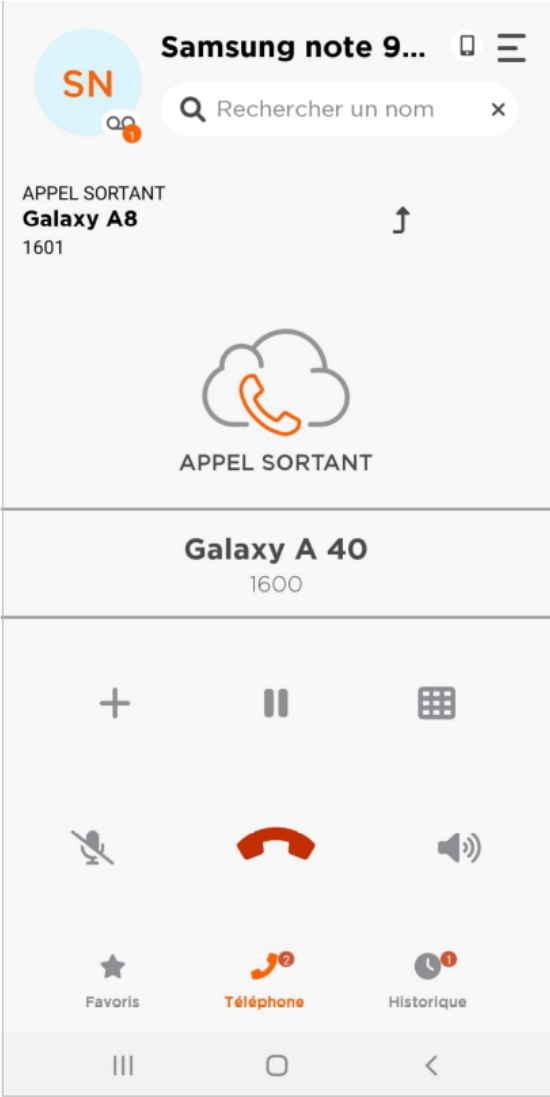 Samsung note 9...
SN
Rechercher un nom
1
APPEL SORTANT
Galaxy A8
1601
APPEL SORTANT
Galaxy A 40
1600
2
1
Favoris
Téléphone
Historique